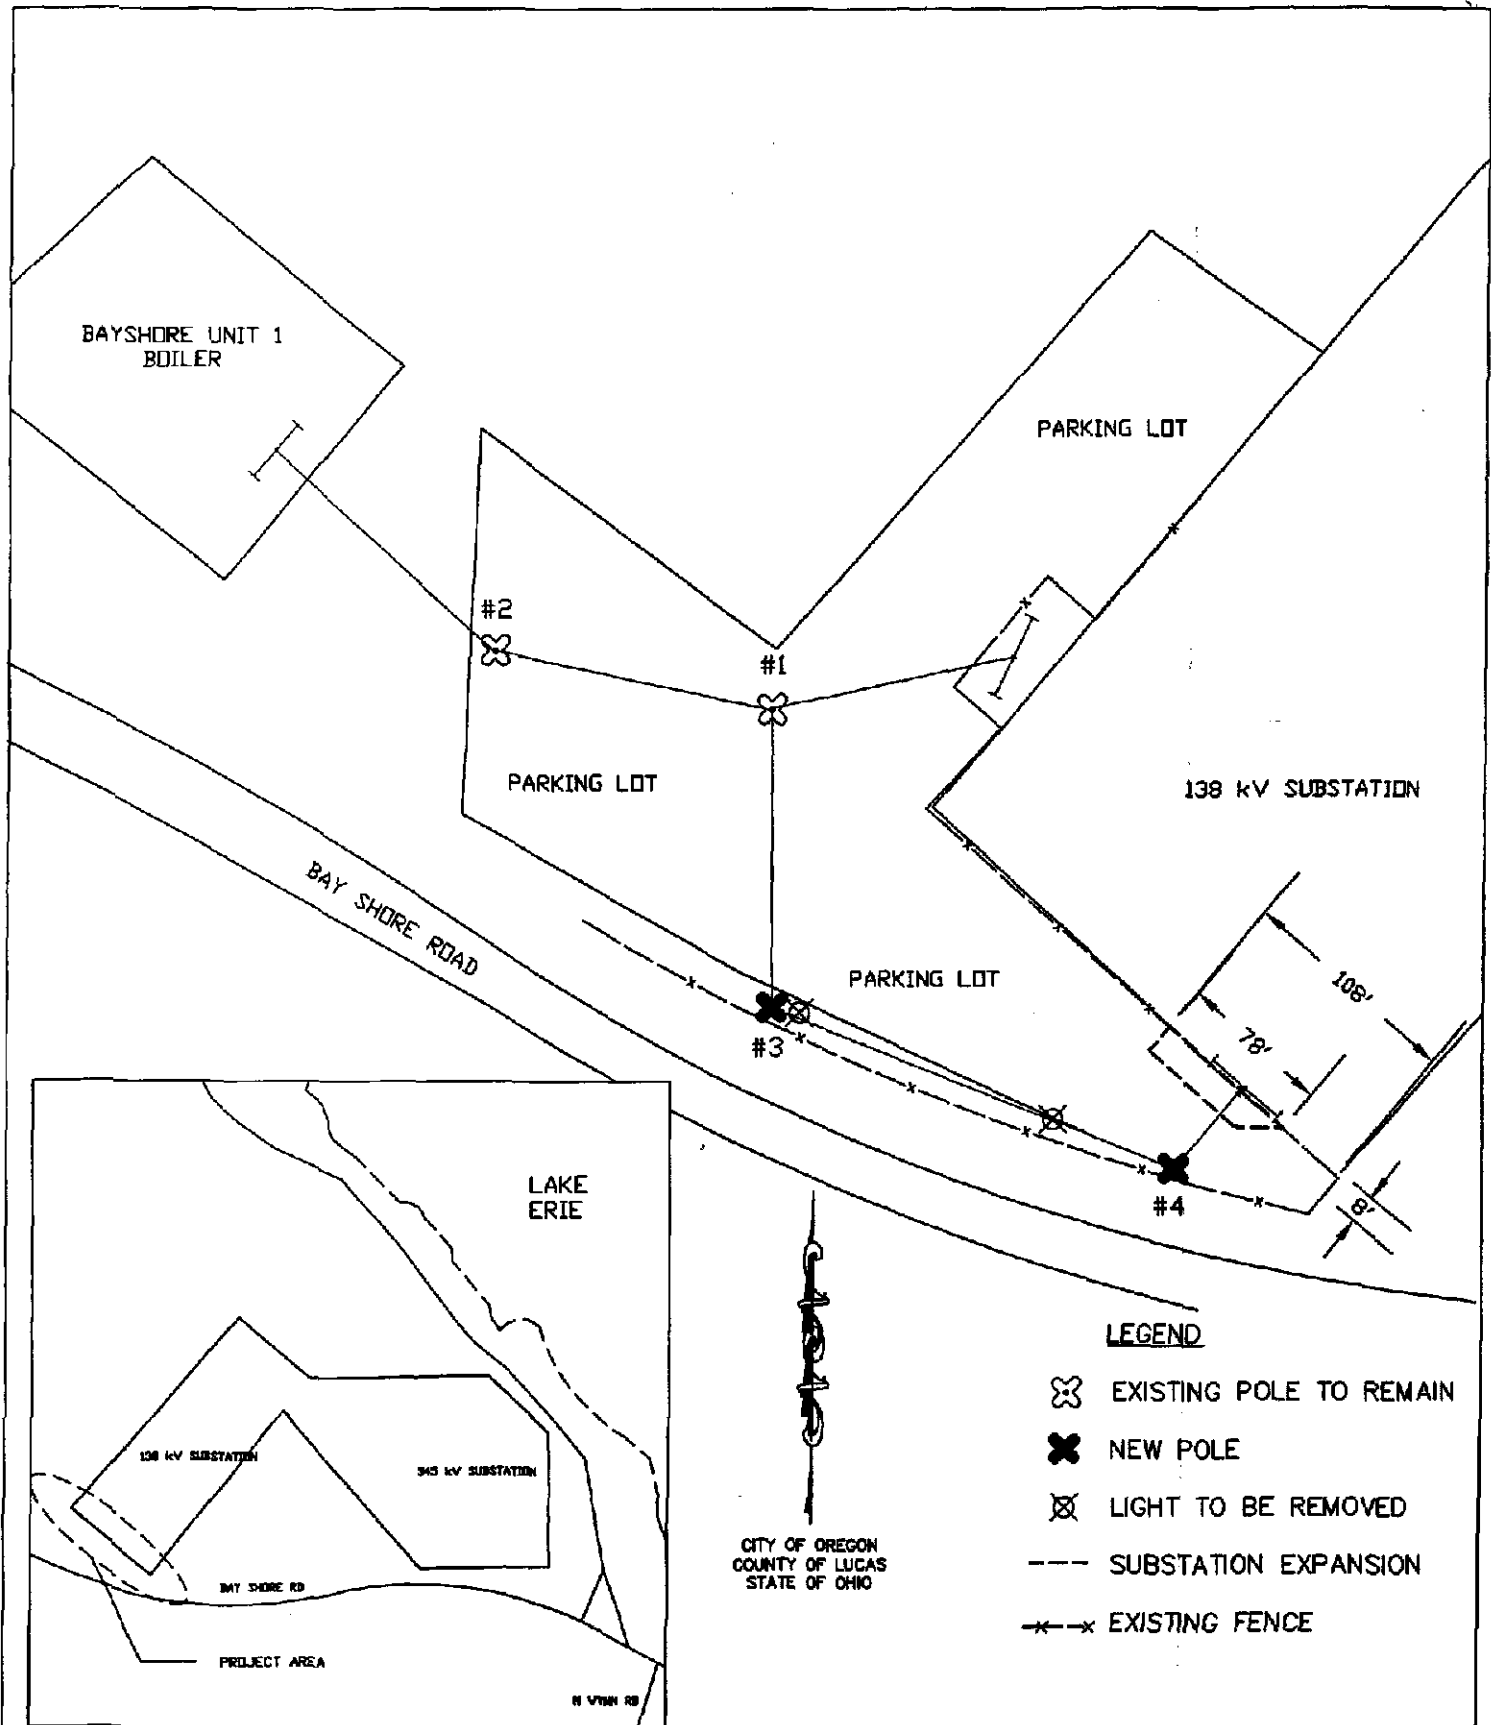 BAYSHORE UNIT 1
BOILER
PARKING LOT
#2
#1
PARKING LOT
138 kV SUBSTATION
BAY SHORE ROAD
PARKING LOT
108'
78'
#3
#4
8'
LAKE
ERIE
138 kV SUBSTATION
345 kV SUBSTATION
BAY SHORE RD
PROJECT AREA
N WYNN RD
CITY OF OREGON
COUNTY OF LUCAS
STATE OF OHIO
LEGEND
EXISTING POLE TO REMAIN
NEW POLE
LIGHT TO BE REMOVED
SUBSTATION EXPANSION
EXISTING FENCE